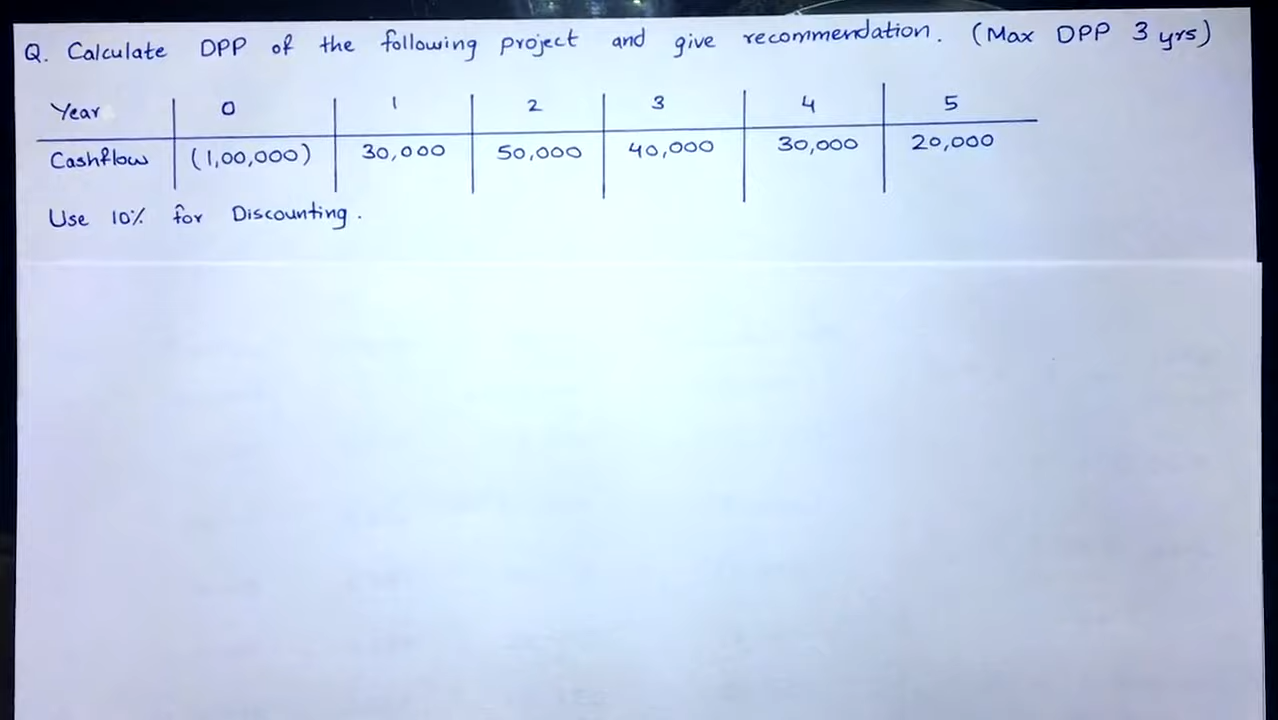 Q. Calculate DPP of the following project and give recommendation. (Max DPP 3 yrs)
Year 0 1 2 3 4 5
Cashflow (1,00,000) 30,000 50,000 40,000 30,000 20,000
Use 10% for Discounting.